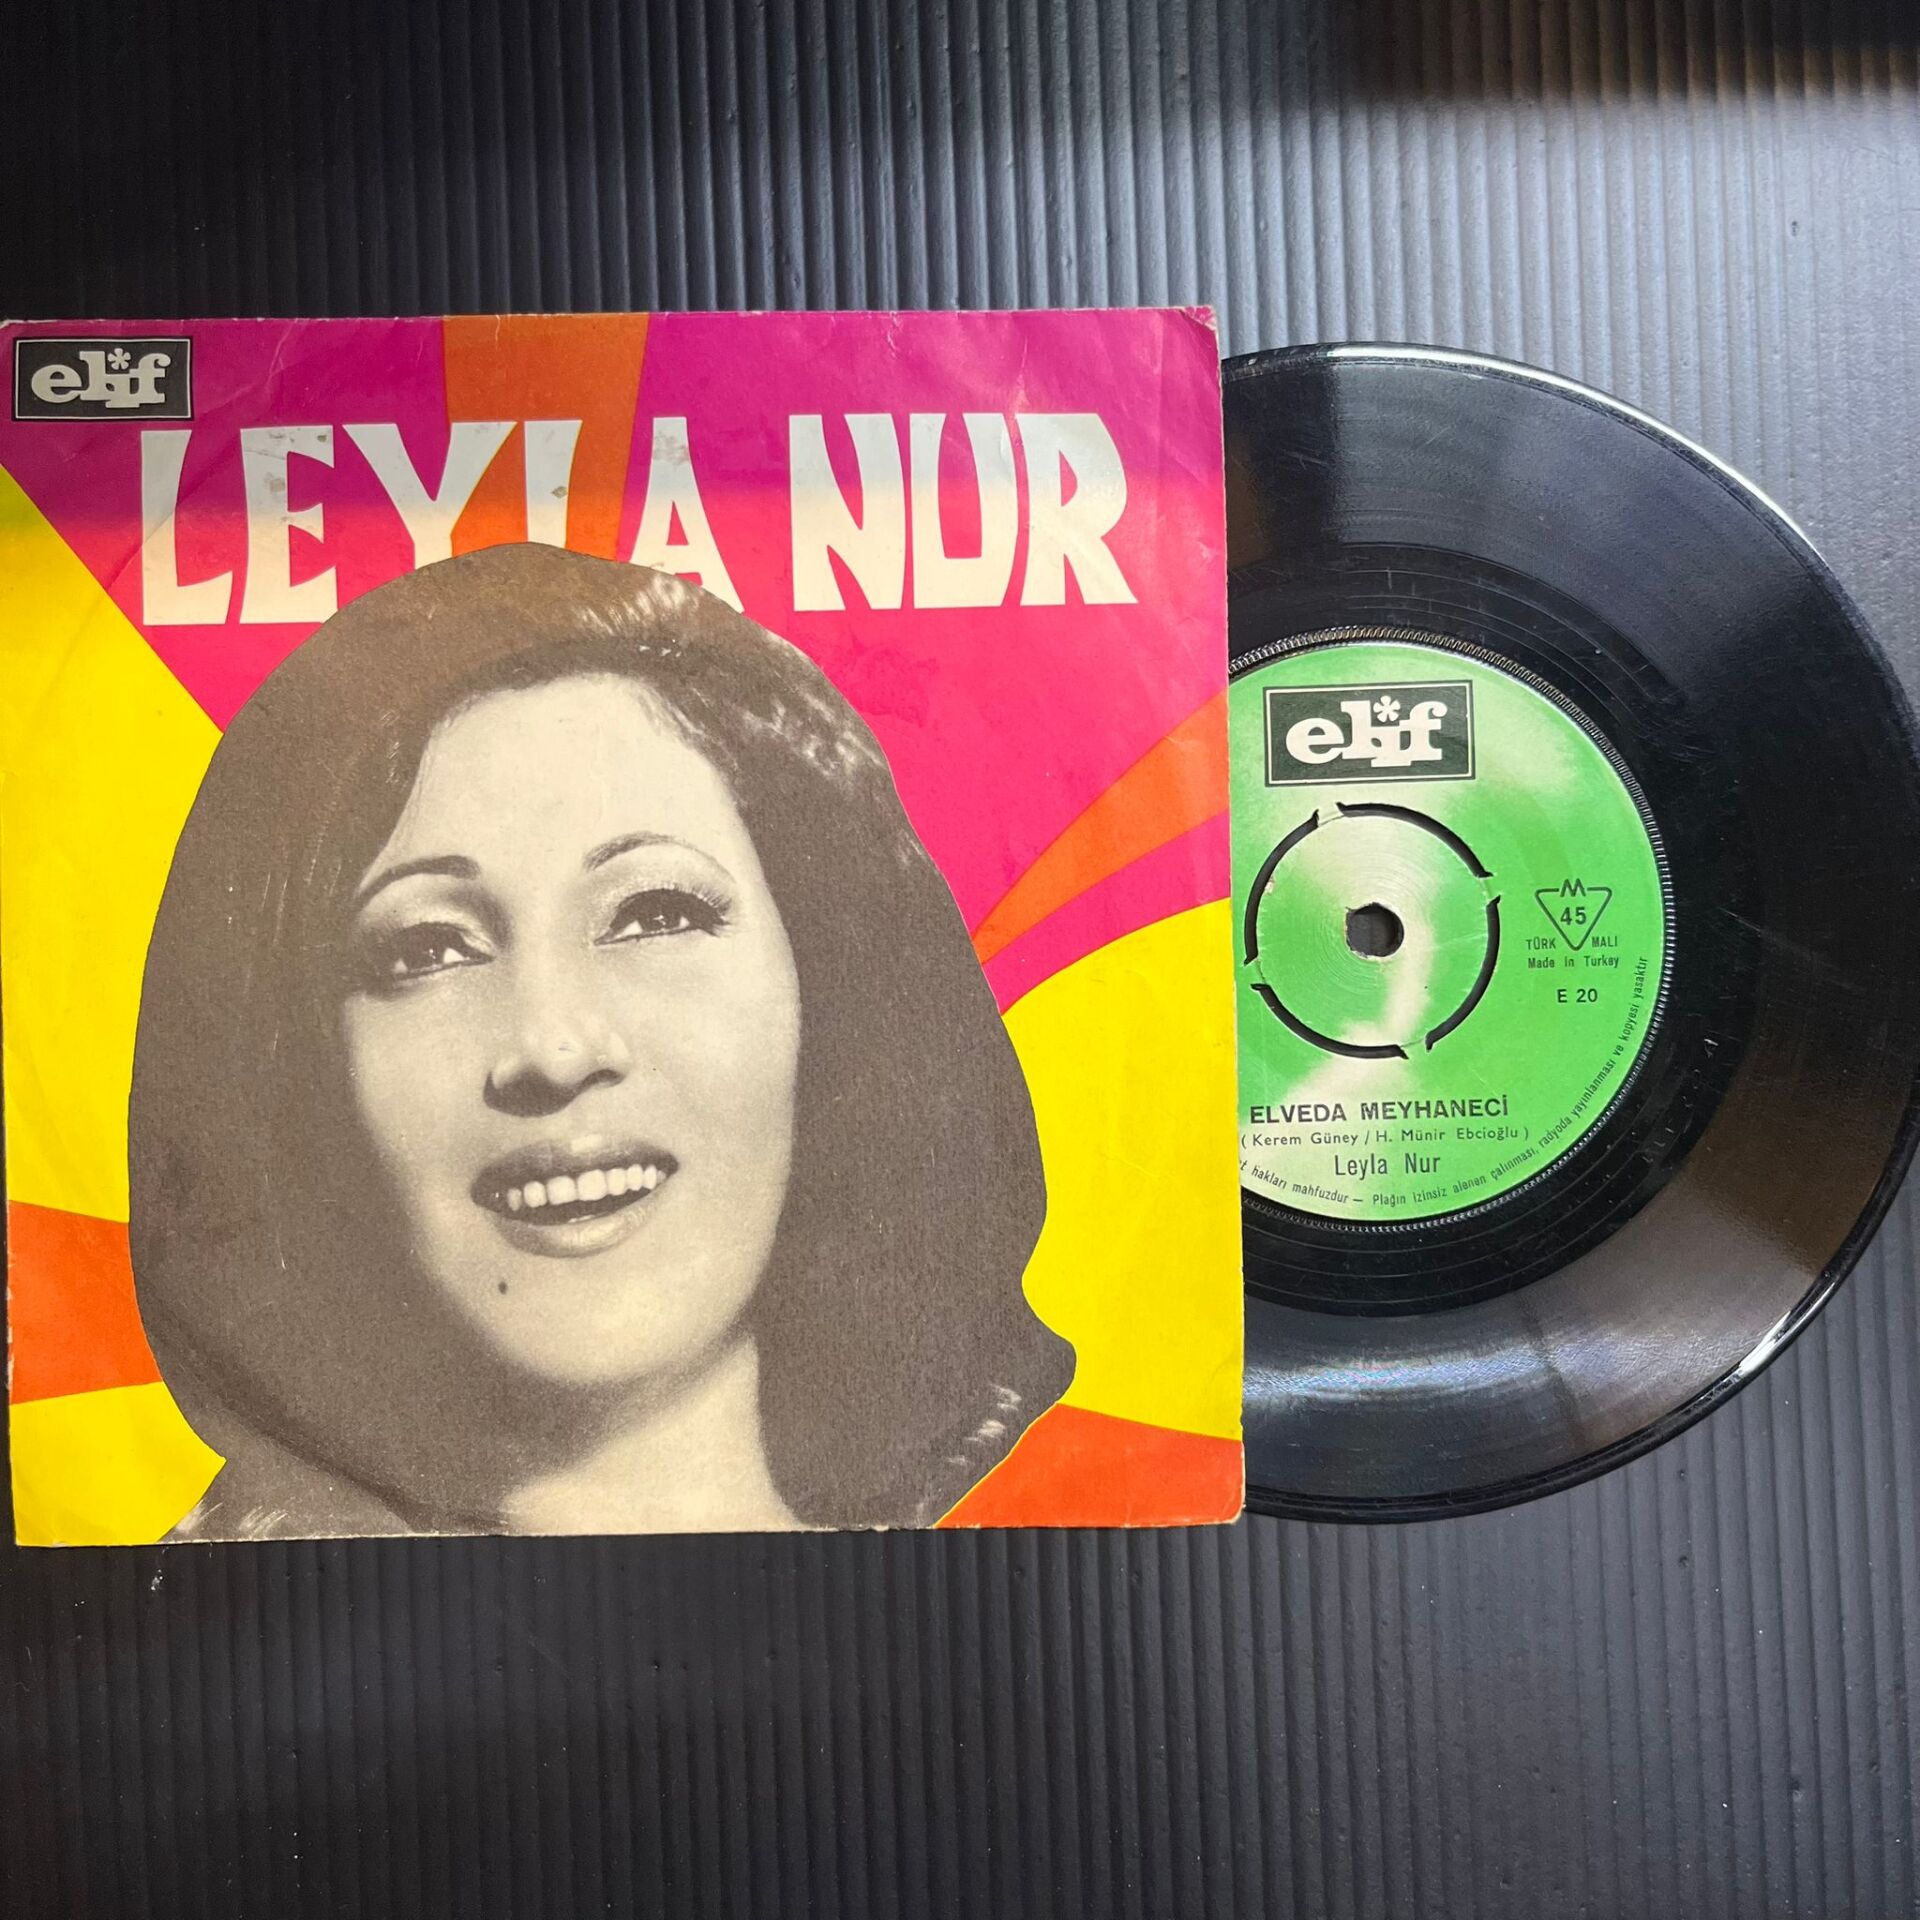 elif
LEYLA NUR
elif
M
45
TÜRK MALI
Made in Turkey
E 20
ELVEDA MEYHANECİ
( Kerem Güney / H. Münir Ebcioğlu )
Leyla Nur
hakları mahfuzdur — Plağın izinsiz alenen çalınması, radyoda yayınlanması ve kopyesi yasaktır